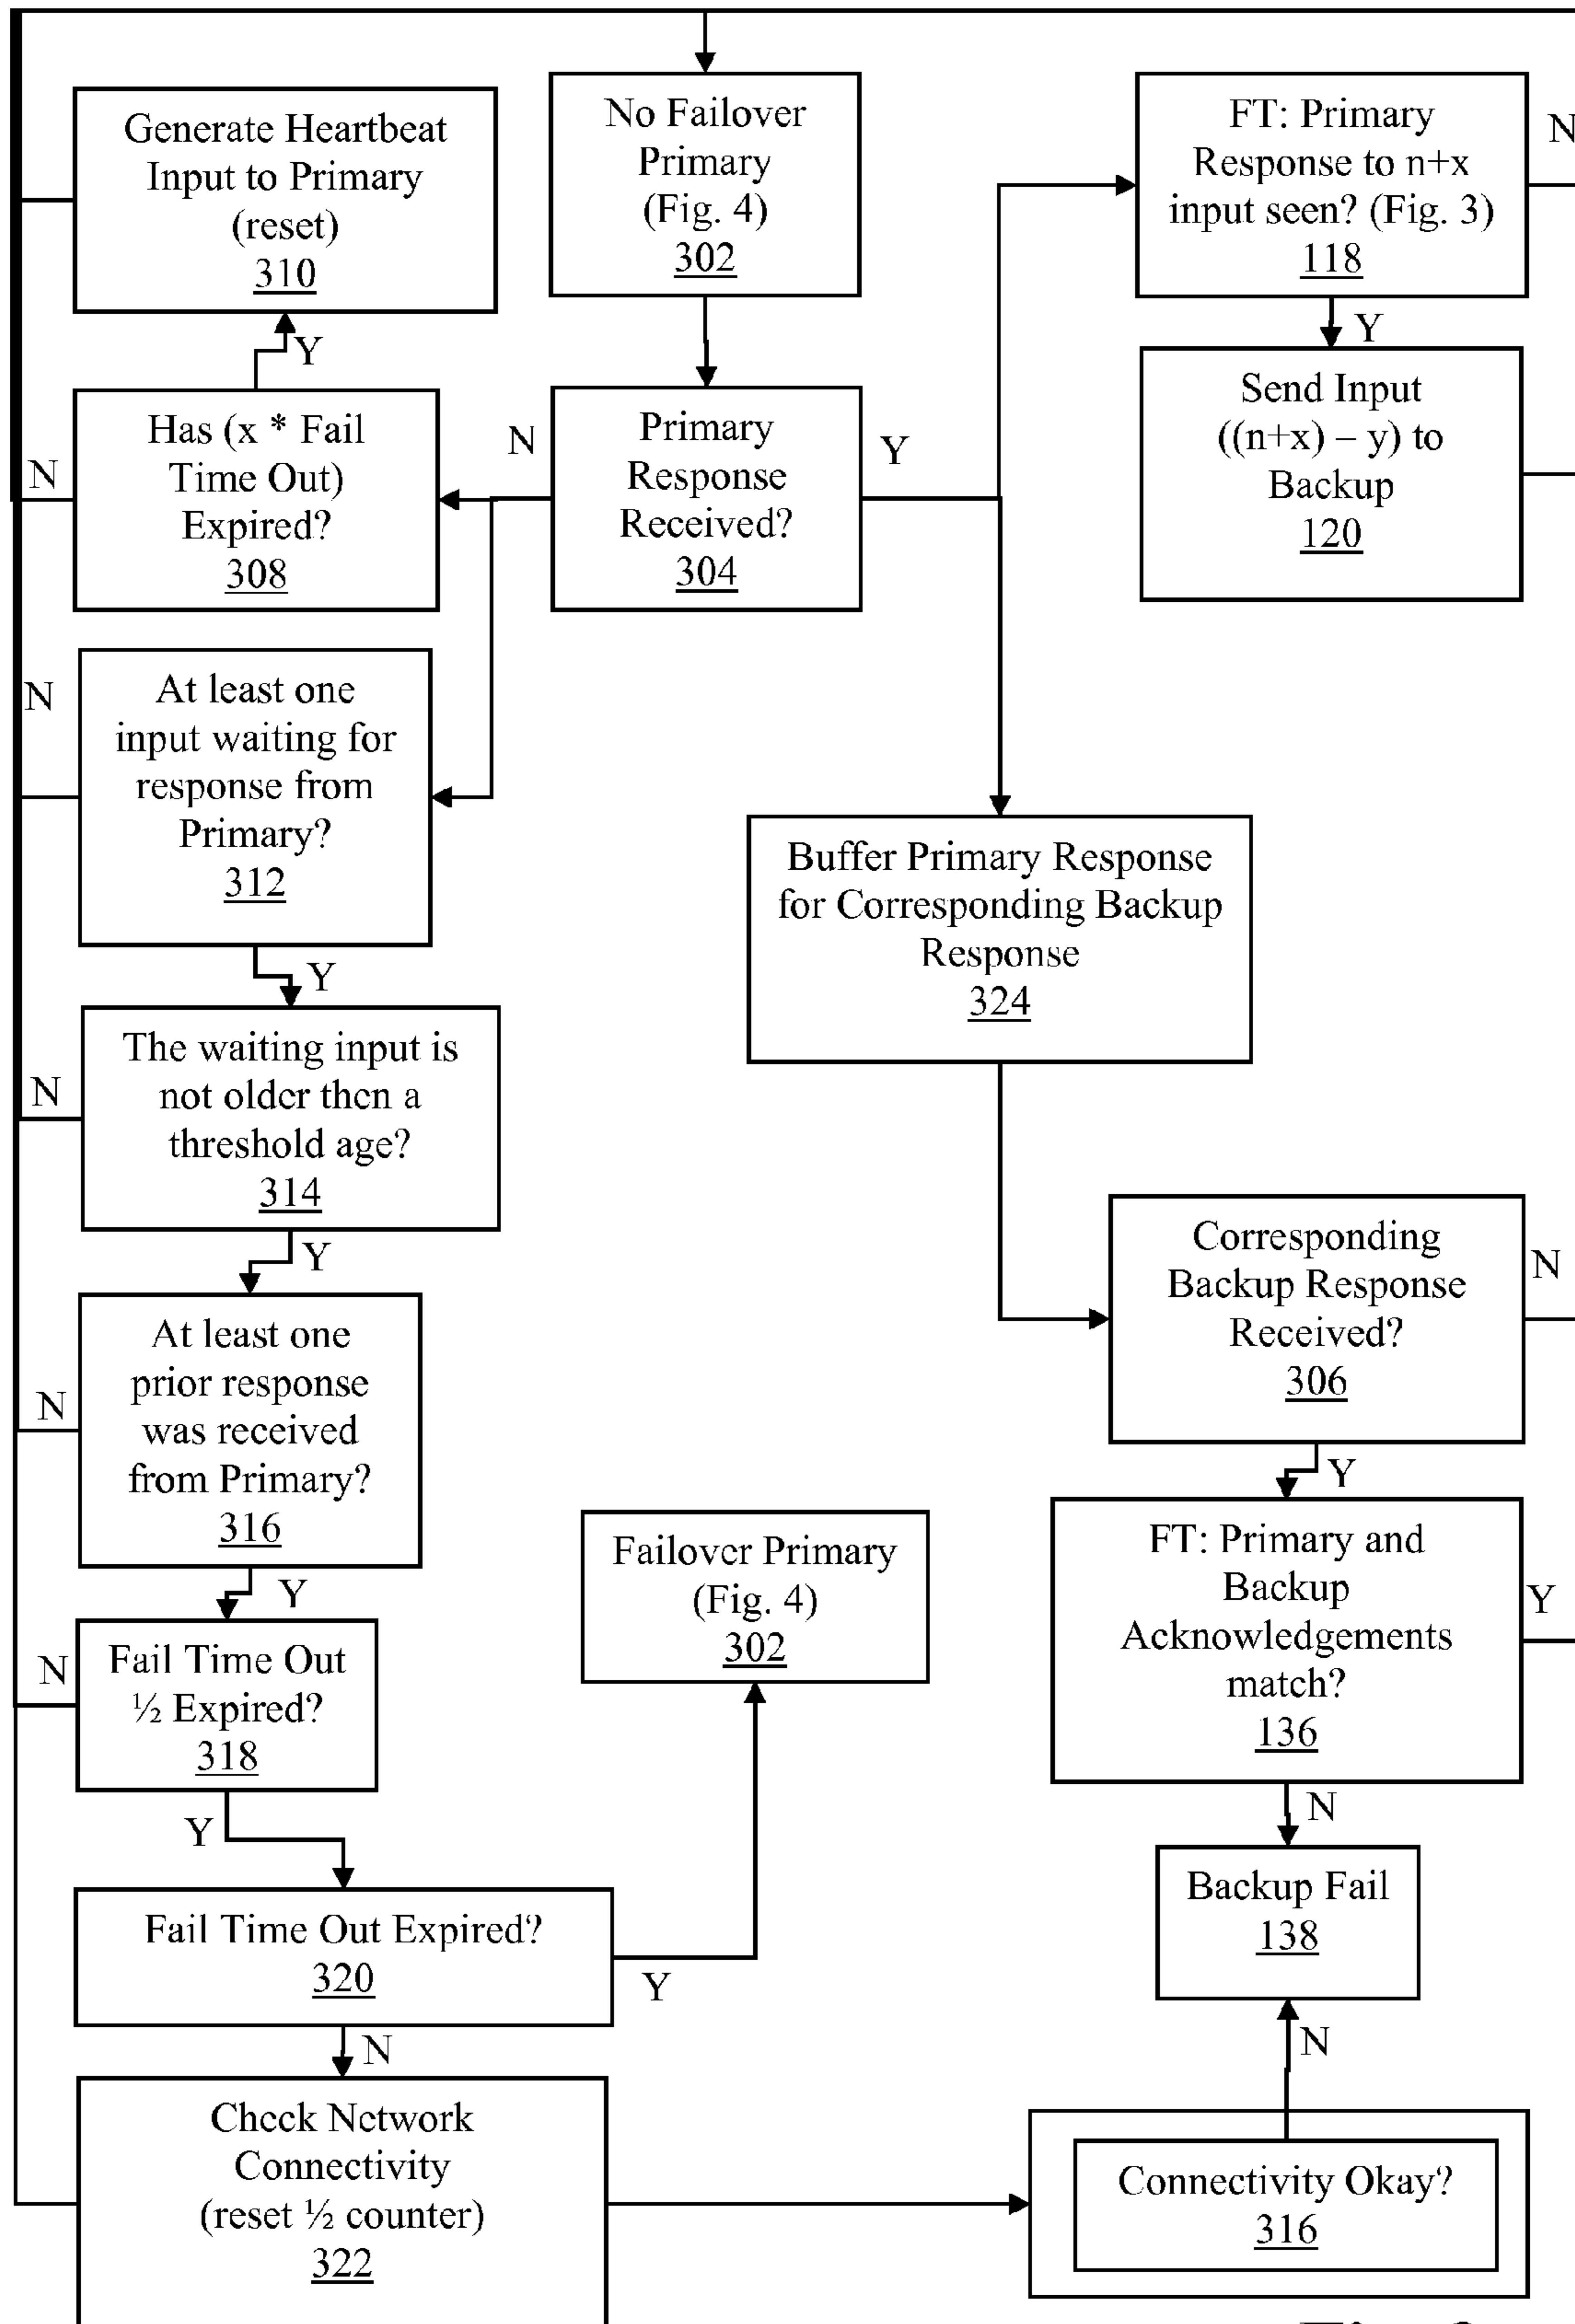 Generate Heartbeat
Input to Primary
(reset)
310
Y
No Failover
Primary
(Fig. 4)
302
FT: Primary
Response to n+x
input seen? (Fig. 3)
118
N
Y
Send Input
((n+x) – y) to
Backup
120
N
Has (x * Fail
Time Out)
Expired?
308
N
Primary
Response
Received?
304
Y
N
At least one
input waiting for
response from
Primary?
312
Y
Buffer Primary Response
for Corresponding Backup
Response
324
N
The waiting input is
not older then a
threshold age?
314
Y
Corresponding
Backup Response
Received?
306
N
Y
N
At least one
prior response
was received
from Primary?
316
Y
Failover Primary
(Fig. 4)
302
FT: Primary and
Backup
Acknowledgements
match?
136
Y
N
N
Fail Time Out
½ Expired?
318
Y
Backup Fail
138
N
Fail Time Out Expired?
320
Y
N
Check Network
Connectivity
(reset ½ counter)
322
Connectivity Okay?
316